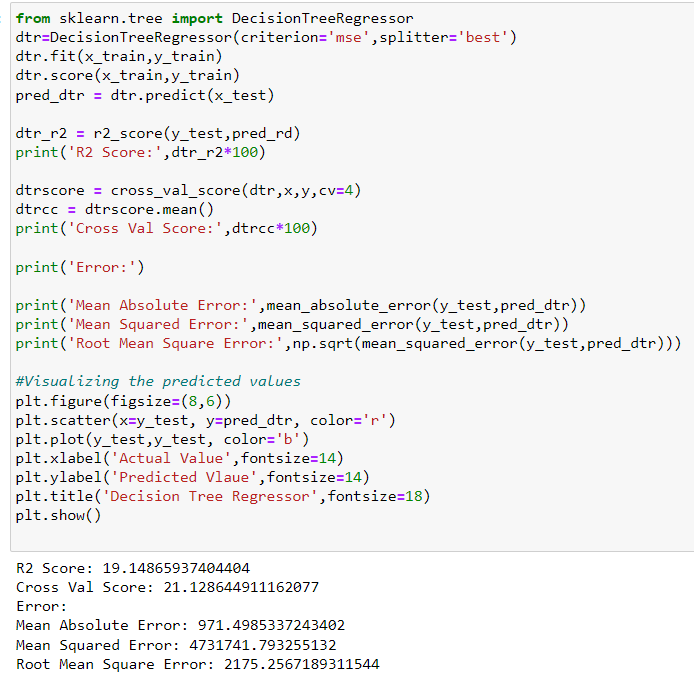 from sklearn.tree import DecisionTreeRegressor
dtr=DecisionTreeRegressor(criterion='mse',splitter='best')
dtr.fit(x_train,y_train)
dtr.score(x_train,y_train)
pred_dtr = dtr.predict(x_test)
dtr_r2 = r2_score(y_test,pred_rd)
print('R2 Score:',dtr_r2*100)
dtrscore = cross_val_score(dtr,x,y,cv=4)
dtrcc = dtrscore.mean()
print('Cross Val Score:',dtrcc*100)
print('Error:')
print('Mean Absolute Error:',mean_absolute_error(y_test,pred_dtr))
print('Mean Squared Error:',mean_squared_error(y_test,pred_dtr))
print('Root Mean Square Error:',np.sqrt(mean_squared_error(y_test,pred_dtr)))
#Visualizing the predicted values
plt.figure(figsize=(8,6))
plt.scatter(x=y_test, y=pred_dtr, color='r')
plt.plot(y_test,y_test, color='b')
plt.xlabel('Actual Value',fontsize=14)
plt.ylabel('Predicted Vlaue',fontsize=14)
plt.title('Decision Tree Regressor',fontsize=18)
plt.show()
R2 Score: 19.14865937404404
Cross Val Score: 21.128644911162077
Error:
Mean Absolute Error: 971.4985337243402
Mean Squared Error: 4731741.793255132
Root Mean Square Error: 2175.2567189311544